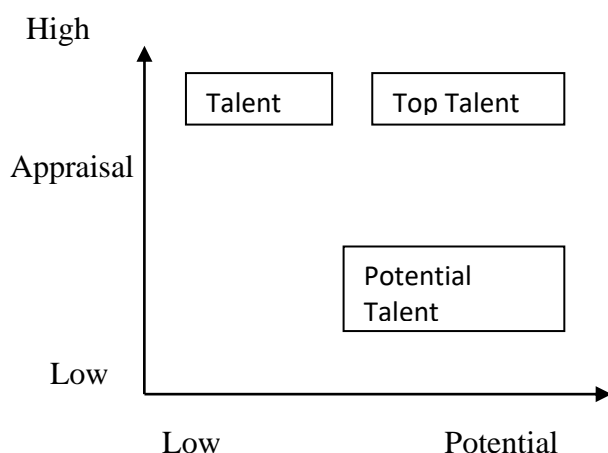 High
Talent
Top Talent
Appraisal
Potential
Talent
Low
Low
Potential